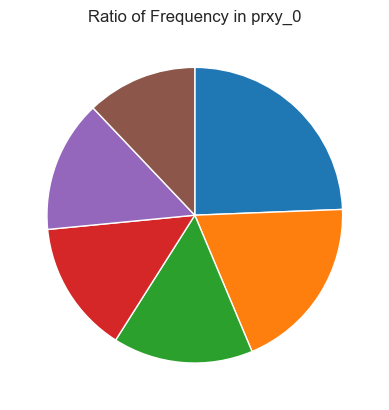 Ratio of Frequency in prxy_0